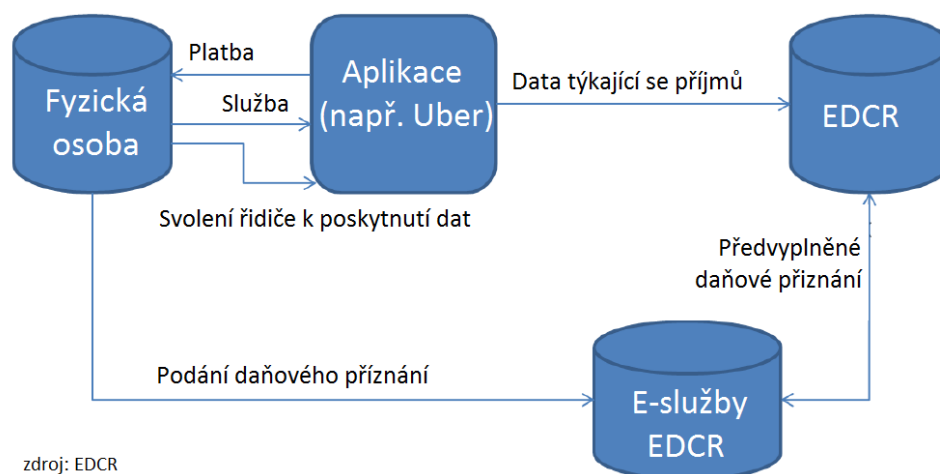 Platba
Fyzická
osoba
Služba
Aplikace
(např. Uber)
Data týkající se příjmů
EDCR
Svolení řidiče k poskytnutí dat
Předvyplněné
daňové přiznání
Podání daňového příznání
E-služby
EDCR
zdroj: EDCR